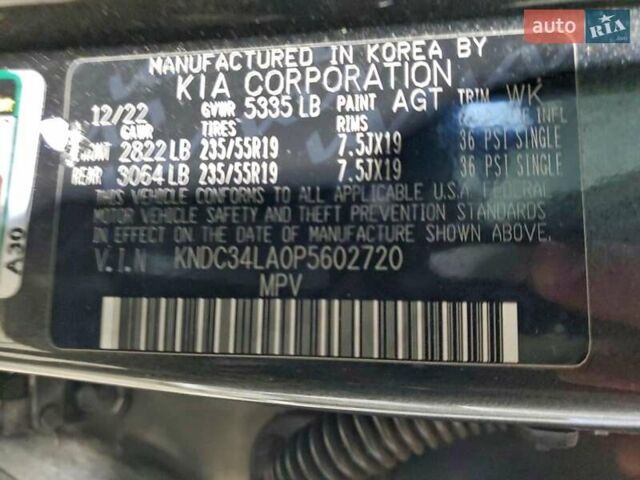 auto RIA
MANUFACTURED IN KOREA BY
KIA CORPORATION
12/22 GVWR 5335 LB PAINT AGT TRIM WK
GAWR TIRES RIMS INFL
2822 LB 235/55R19 7.5JX19 36 PSI SINGLE
REAR 3064 LB 235/55R19 7.5JX19 36 PSI SINGLE
THIS VEHICLE CONFORMS TO ALL APPLICABLE U.S.A. FEDERAL
MOTOR VEHICLE SAFETY AND THEFT PREVENTION STANDARDS
IN EFFECT ON THE DATE OF MANUFACTURE SHOWN ABOVE.
V.I.N KNDC34LA0P5602720
MPV
A30